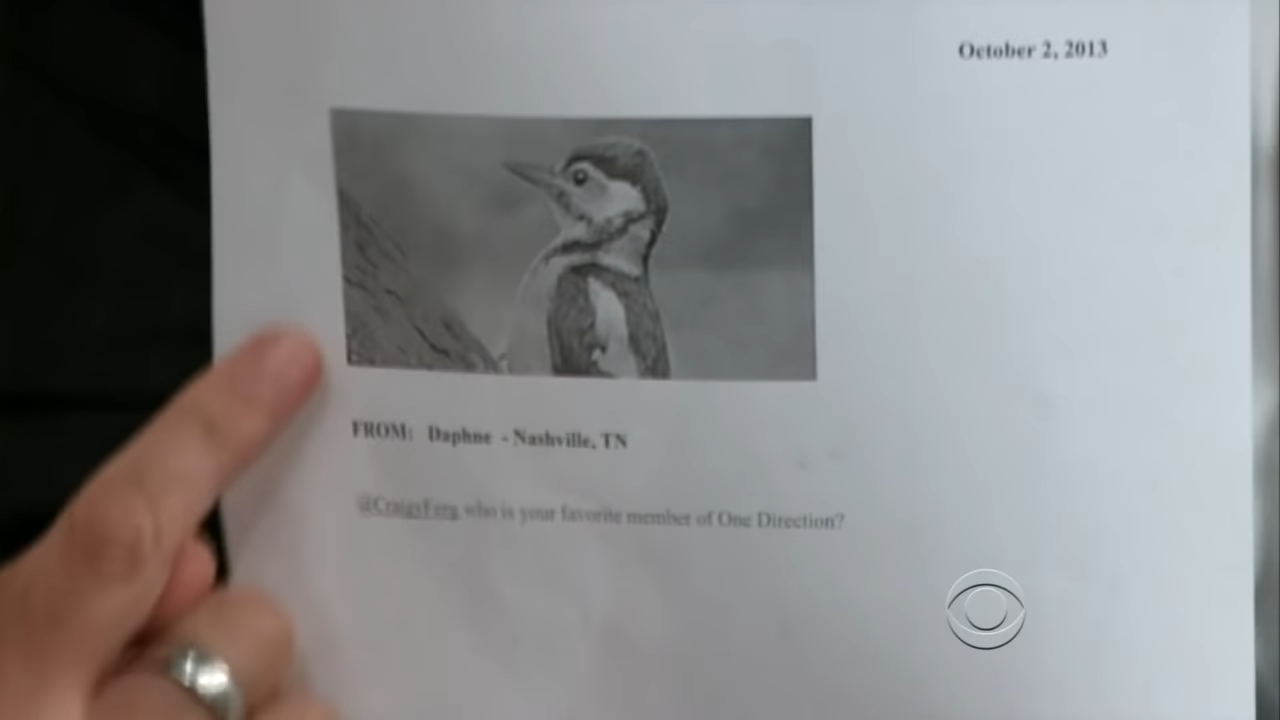 October 2, 2013
FROM: Daphne - Nashville, TN
@CraigyFerg who is your favorite member of One Direction?